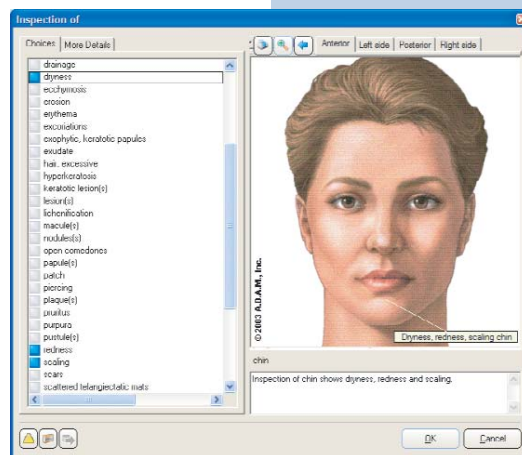 Inspection of
Choices
More Details
drainage
dryness
ecchymosis
erosion
erythema
excoriations
exophytic, keratotic papules
exudate
hair, excessive
hyperkeratosis
keratotic lesion(s)
lesion(s)
lichenification
macule(s)
nodules(s)
open comedones
papule(s)
patch
piercing
plaque(s)
pruritus
purpura
pustule(s)
redness
scaling
scars
scattered telangiectatic mats
Anterior
Left side
Posterior
Right side
© 2003 A.D.A.M., Inc.
Dryness, redness, scaling chin
chin
Inspection of chin shows dryness, redness and scaling.
OK
Cancel